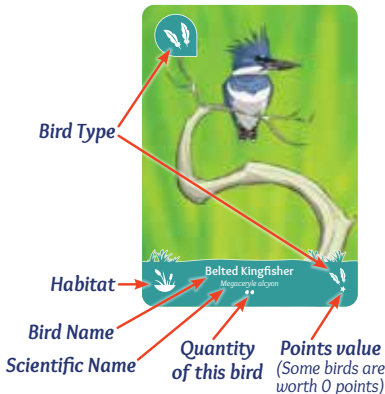 Bird Type
Belted Kingfisher
Megaceryle alcyon
Habitat
Bird Name
Scientific Name
Quantity
of this bird
Points value
(Some birds are
worth 0 points)